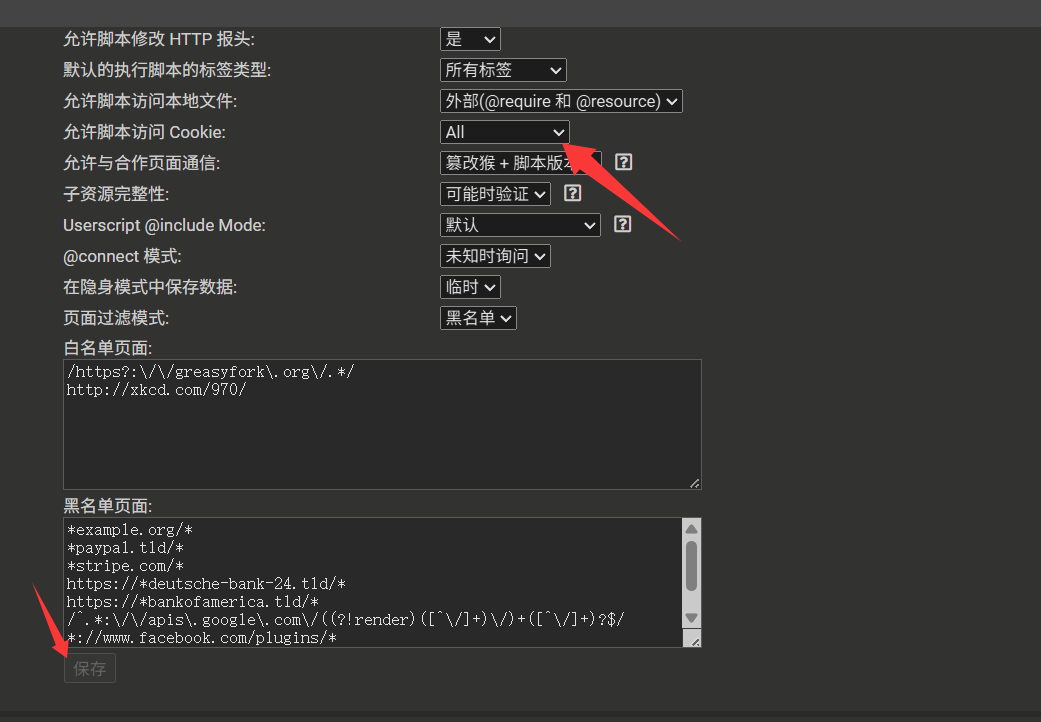 允许脚本修改 HTTP 报头: 是
默认的执行脚本的标签类型: 所有标签
允许脚本访问本地文件: 外部(@require 和 @resource)
允许脚本访问 Cookie: All
允许与合作页面通信: 篡改猴 + 脚本版本 ?
子资源完整性: 可能时验证 ?
Userscript @include Mode: 默认 ?
@connect 模式: 未知时询问
在隐身模式中保存数据: 临时
页面过滤模式: 黑名单
白名单页面:
/https?:\/\/greasyfork\.org\/.*/
http://xkcd.com/970/
黑名单页面:
*example.org/*
*paypal.tld/*
*stripe.com/*
https://*deutsche-bank-24.tld/*
https://*bankofamerica.tld/*
/^.*:\/\/apis\.google\.com\/((?!render)([^\/]+)\/)+([^\/]+)?$/
*://www.facebook.com/plugins/*
保存